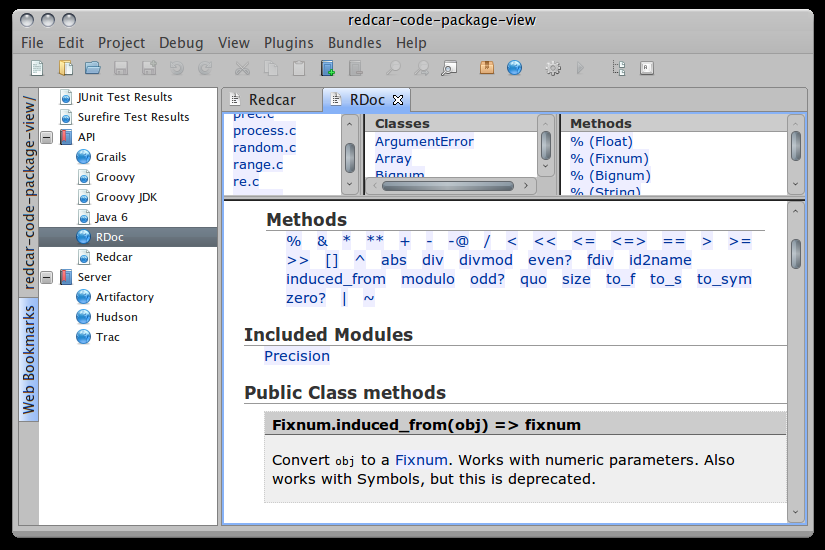 redcar-code-package-view
File Edit Project Debug View Plugins Bundles Help
redcar-code-package-view/
Web Bookmarks
JUnit Test Results
Surefire Test Results
API
Grails
Groovy
Groovy JDK
Java 6
RDoc
Redcar
Server
Artifactory
Hudson
Trac
Redcar RDoc
prec.c
process.c
random.c
range.c
re.c
Classes
ArgumentError
Array
Bignum
Methods
% (Float)
% (Fixnum)
% (Bignum)
% (String)
Methods
% & * ** + - -@ / < << <= <=> == > >=
>> [] ^ abs div divmod even? fdiv id2name
induced_from modulo odd? quo size to_f to_s to_sym
zero? | ~
Included Modules
Precision
Public Class methods
Fixnum.induced_from(obj) => fixnum
Convert obj to a Fixnum. Works with numeric parameters. Also
works with Symbols, but this is deprecated.